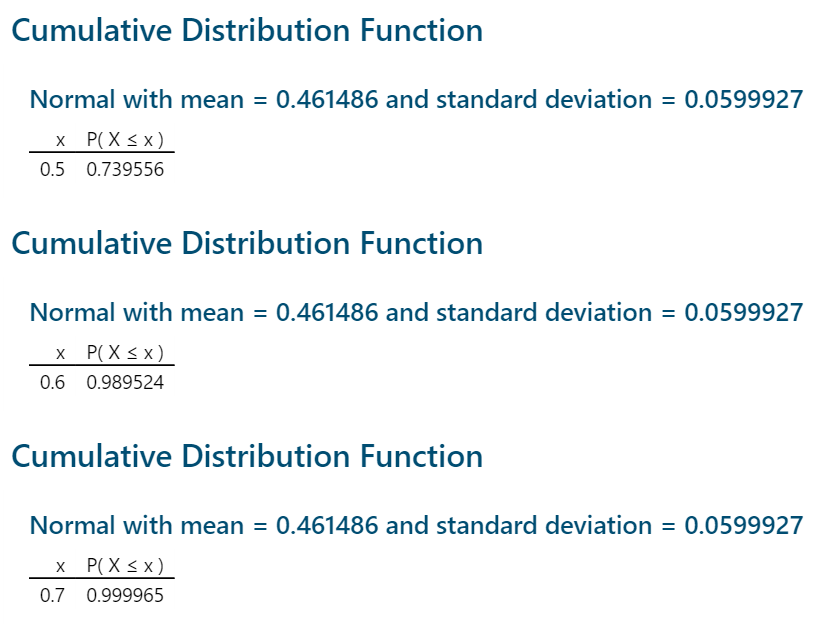 Cumulative Distribution Function
Normal with mean = 0.461486 and standard deviation = 0.0599927
x P( X ≤ x )
0.5 0.739556
Cumulative Distribution Function
Normal with mean = 0.461486 and standard deviation = 0.0599927
x P( X ≤ x )
0.6 0.989524
Cumulative Distribution Function
Normal with mean = 0.461486 and standard deviation = 0.0599927
x P( X ≤ x )
0.7 0.999965